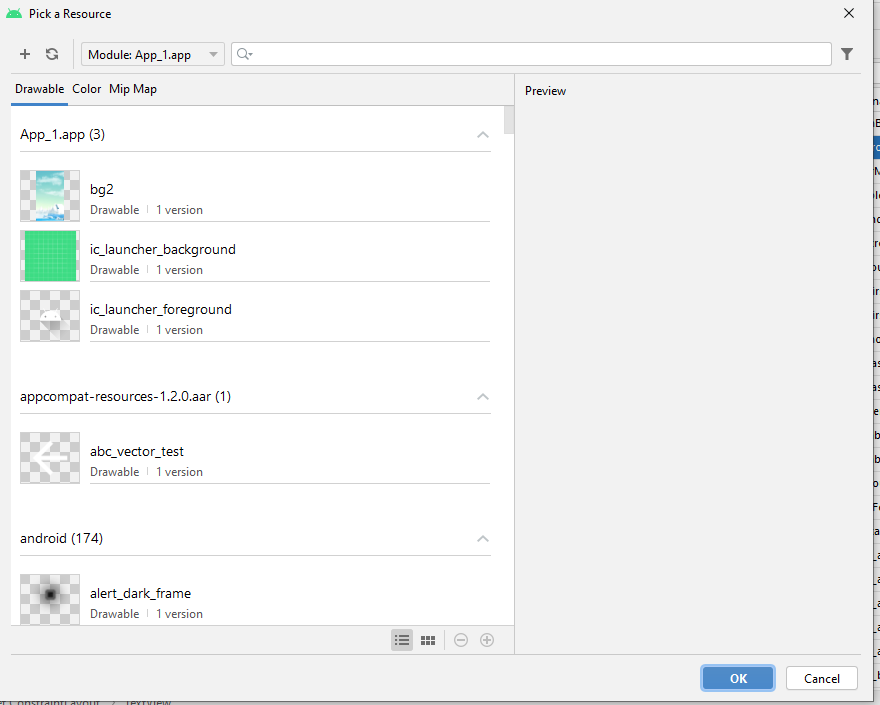 Pick a Resource
Module: App_1.app
Drawable Color Mip Map
Preview
App_1.app (3)
bg2
Drawable 1 version
ic_launcher_background
Drawable 1 version
ic_launcher_foreground
Drawable 1 version
appcompat-resources-1.2.0.aar (1)
abc_vector_test
Drawable 1 version
android (174)
alert_dark_frame
Drawable 1 version
OK Cancel